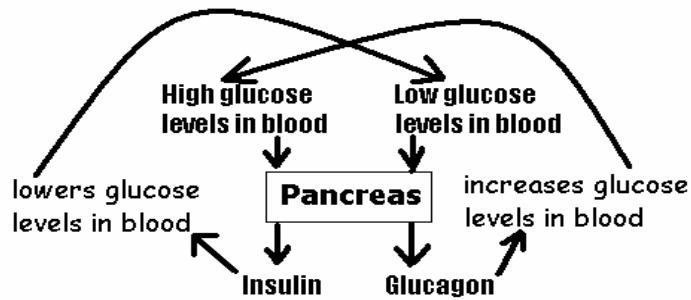 High glucose
levels in blood
Low glucose
levels in blood
lowers glucose
levels in blood
Pancreas
increases glucose
levels in blood
Insulin
Glucagon